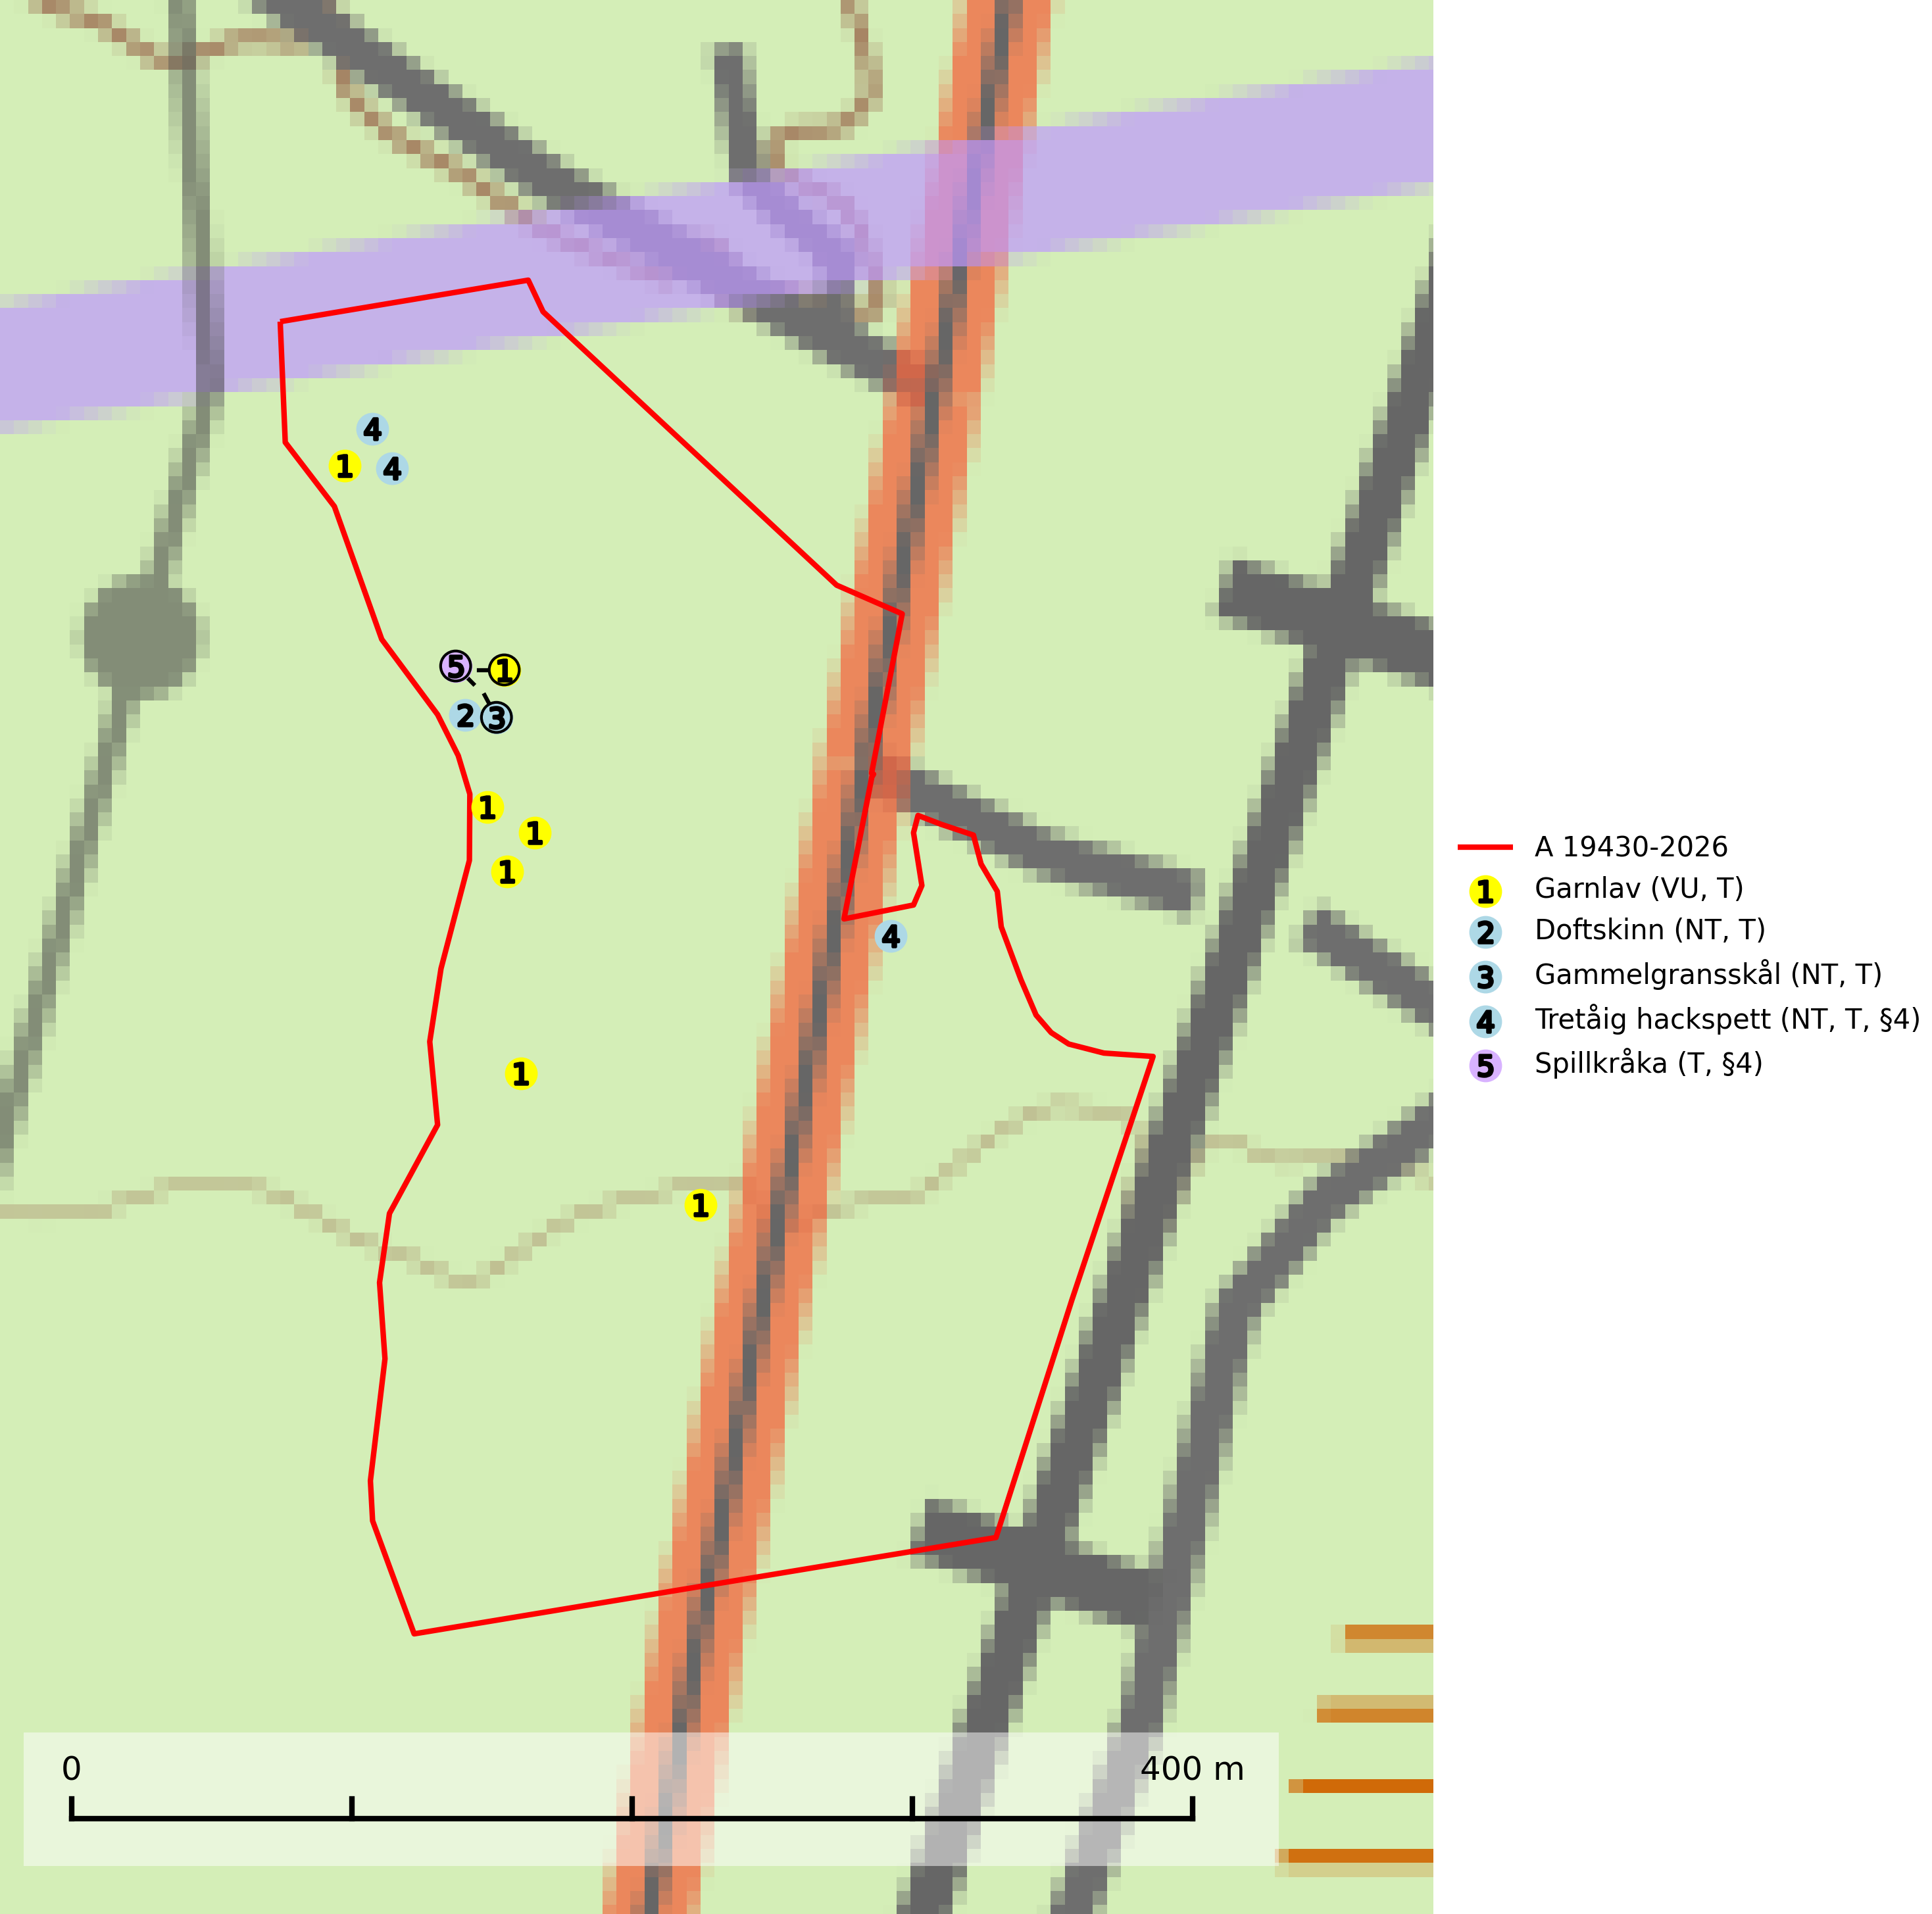 4
1
4
5
1
2
3
1
1
1
4
1
1
0
400 m
A 19430-2026
1 Garnlav (VU, T)
2 Doftskinn (NT, T)
3 Gammelgransskål (NT, T)
4 Tretåig hackspett (NT, T, §4)
5 Spillkråka (T, §4)